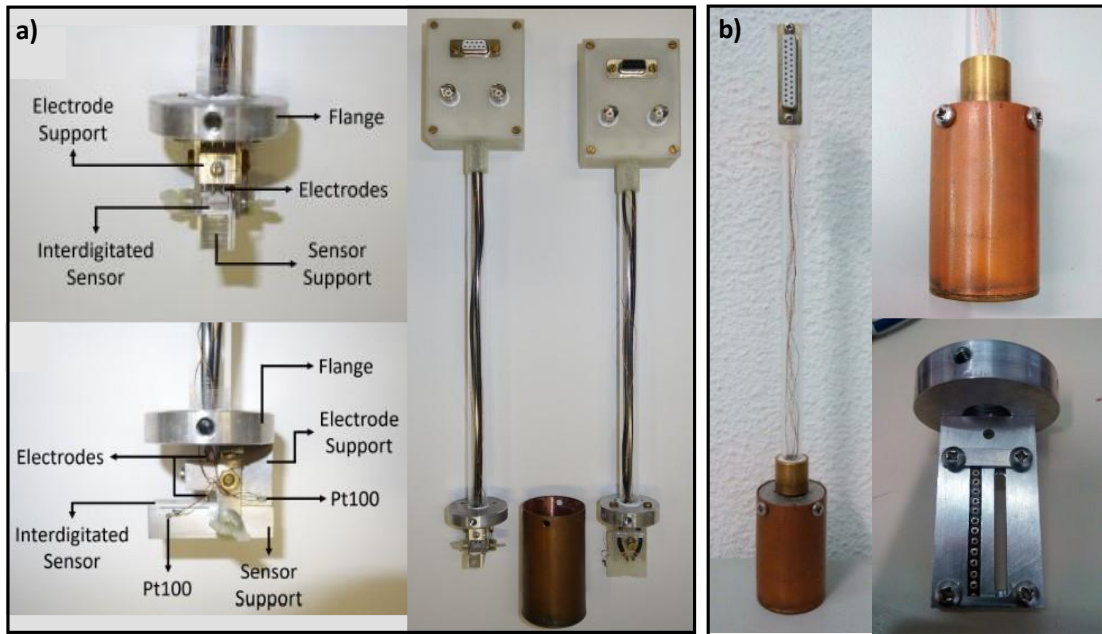 a)
Electrode
Support
Flange
Electrodes
Interdigitated
Sensor
Sensor
Support
Flange
Electrode
Support
Electrodes
Pt100
Interdigitated
Sensor
Pt100
Sensor
Support
b)